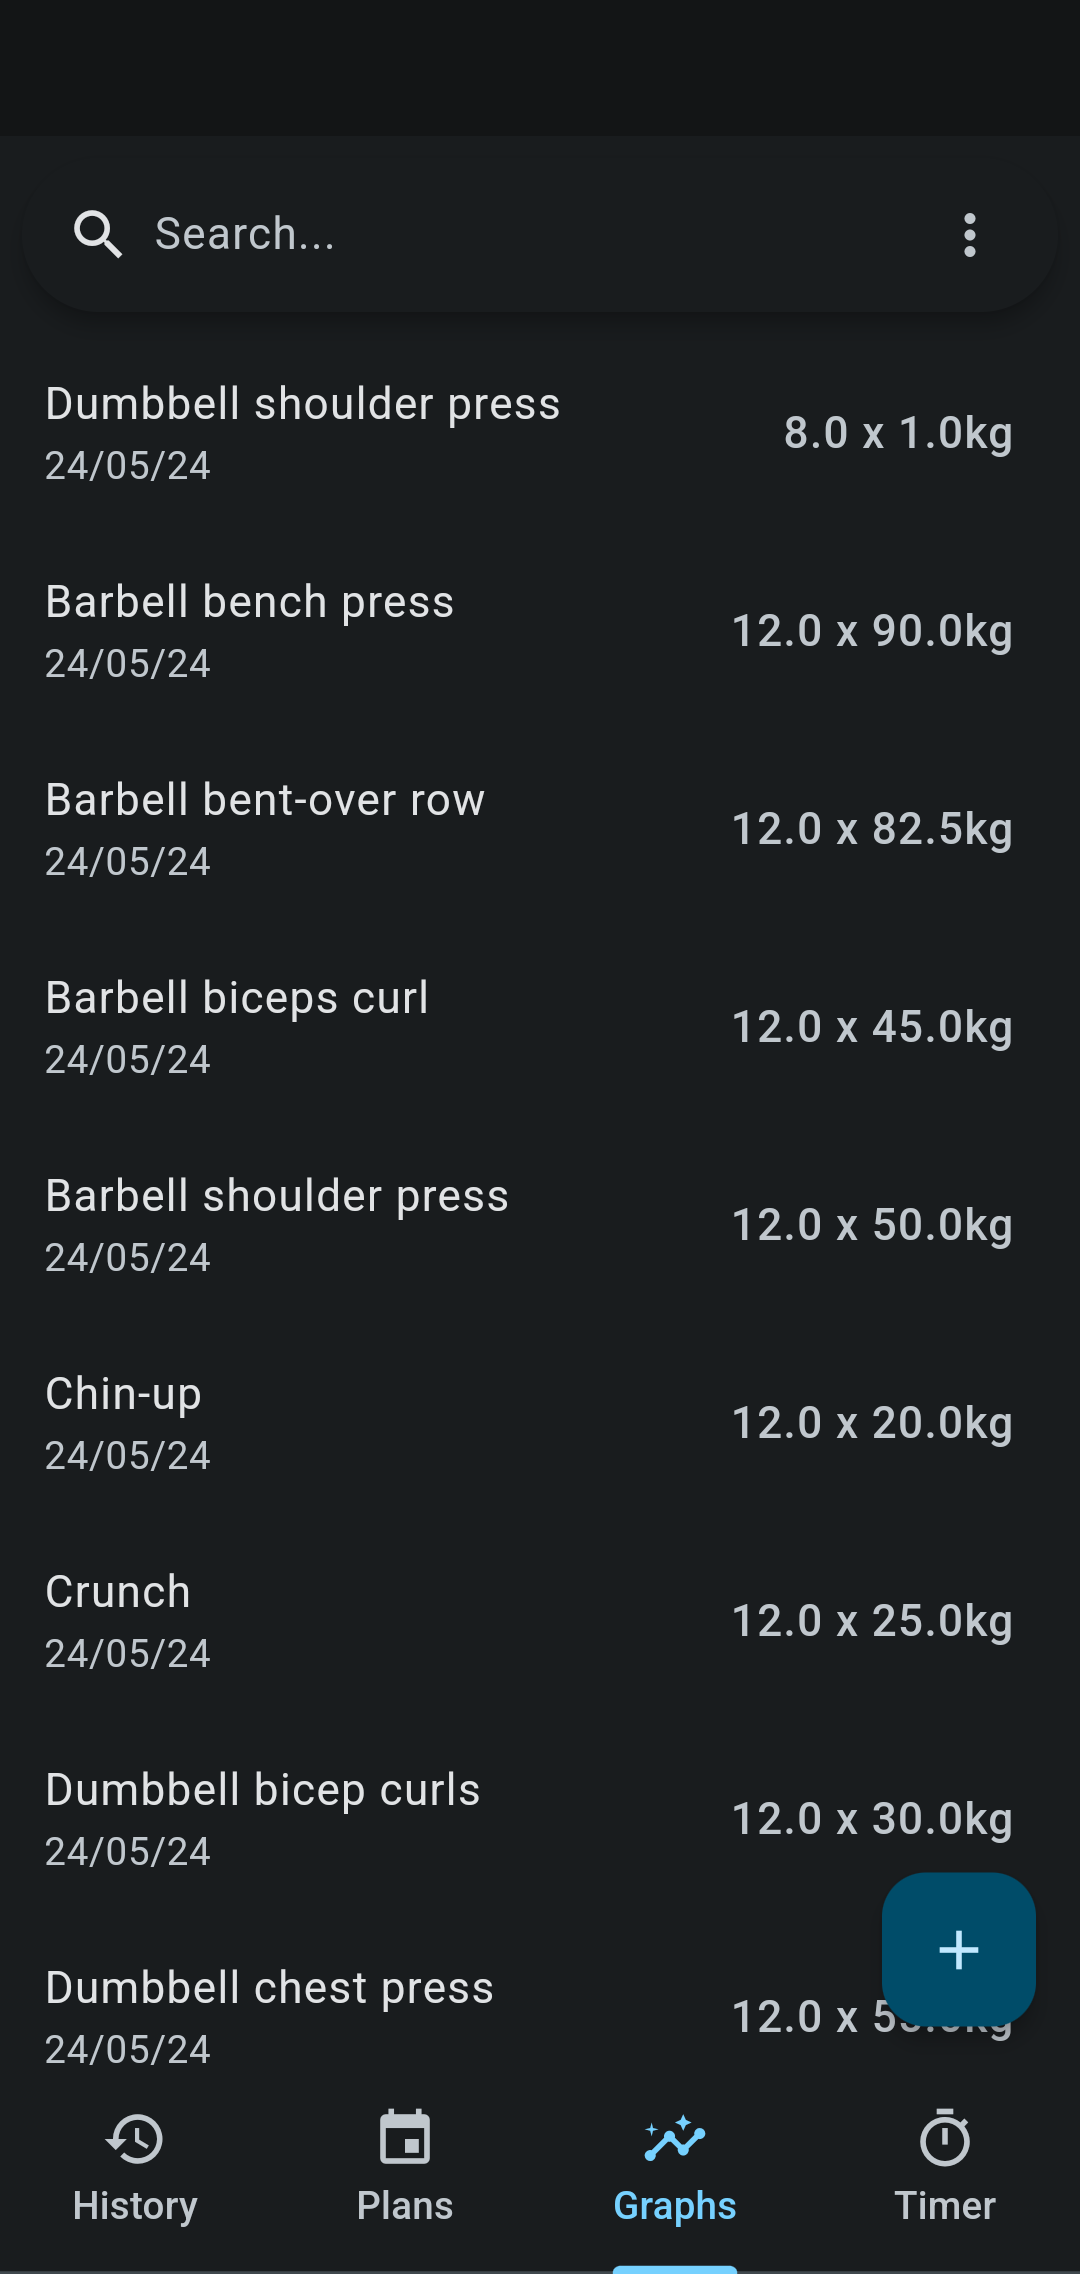 Search...
Dumbbell shoulder press
24/05/24
8.0 x 1.0kg
Barbell bench press
24/05/24
12.0 x 90.0kg
Barbell bent-over row
24/05/24
12.0 x 82.5kg
Barbell biceps curl
24/05/24
12.0 x 45.0kg
Barbell shoulder press
24/05/24
12.0 x 50.0kg
Chin-up
24/05/24
12.0 x 20.0kg
Crunch
24/05/24
12.0 x 25.0kg
Dumbbell bicep curls
24/05/24
12.0 x 30.0kg
Dumbbell chest press
24/05/24
12.0 x
History
Plans
Graphs
Timer